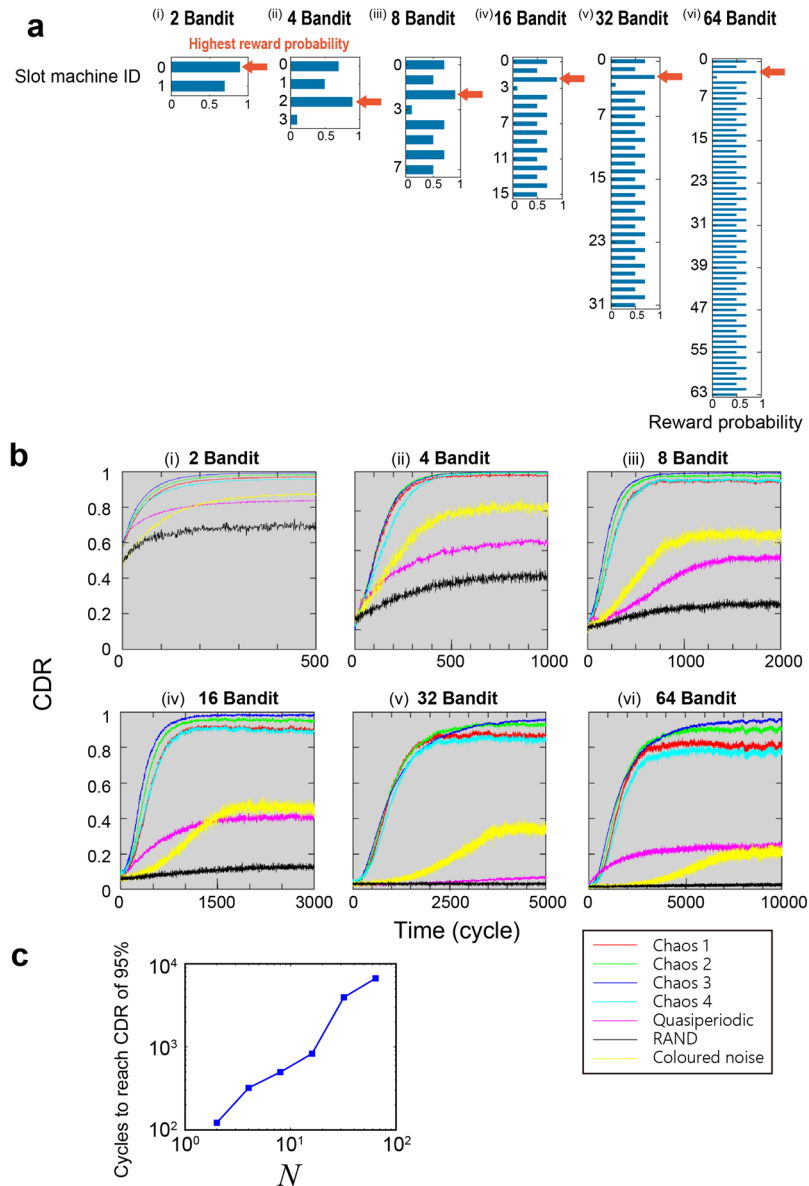 a
(i) 2 Bandit
(ii) 4 Bandit
(iii) 8 Bandit
(iv) 16 Bandit
(v) 32 Bandit
(vi) 64 Bandit
Highest reward probability
Slot machine ID
0
1
0 0.5 1
0
1
2
3
0 0.5 1
0
3
7
0 0.5 1
0
3
7
11
15
0 0.5 1
0
7
15
23
31
0 0.5 1
0
7
15
23
31
39
47
55
63
0 0.5 1
Reward probability
b
(i) 2 Bandit
(ii) 4 Bandit
(iii) 8 Bandit
1
0.8
0.6
0.4
0.2
0
0 500
0 500 1000
0 1000 2000
CDR
(iv) 16 Bandit
(v) 32 Bandit
(vi) 64 Bandit
1
0.8
0.6
0.4
0.2
0
0 1500 3000
0 2500 5000
0 5000 10000
Time (cycle)
Chaos 1
Chaos 2
Chaos 3
Chaos 4
Quasiperiodic
RAND
Coloured noise
c
Cycles to reach CDR of 95%
10⁴
10³
10²
10⁰ 10¹ 10²
N